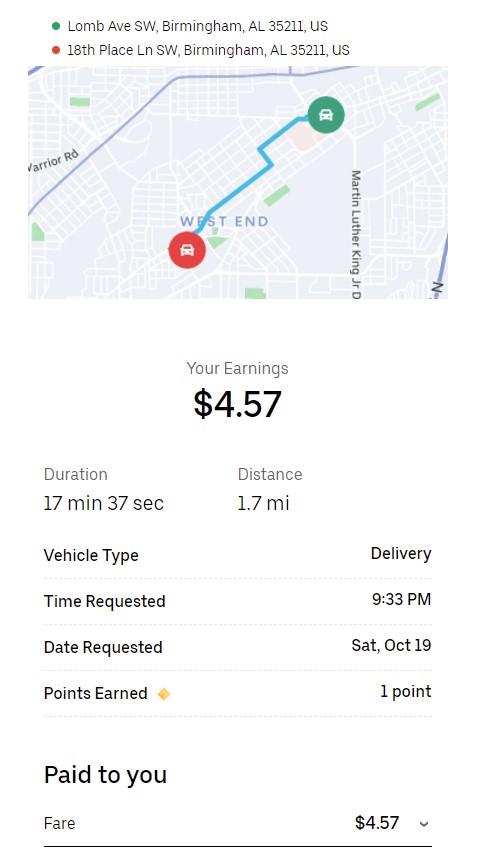 Lomb Ave SW, Birmingham, AL 35211, US
18th Place Ln SW, Birmingham, AL 35211, US
Warrior Rd
WEST END
Martin Luther King Jr D
N
Your Earnings
$4.57
Duration Distance
17 min 37 sec 1.7 mi
Vehicle Type Delivery
Time Requested 9:33 PM
Date Requested Sat, Oct 19
Points Earned 1 point
Paid to you
Fare $4.57